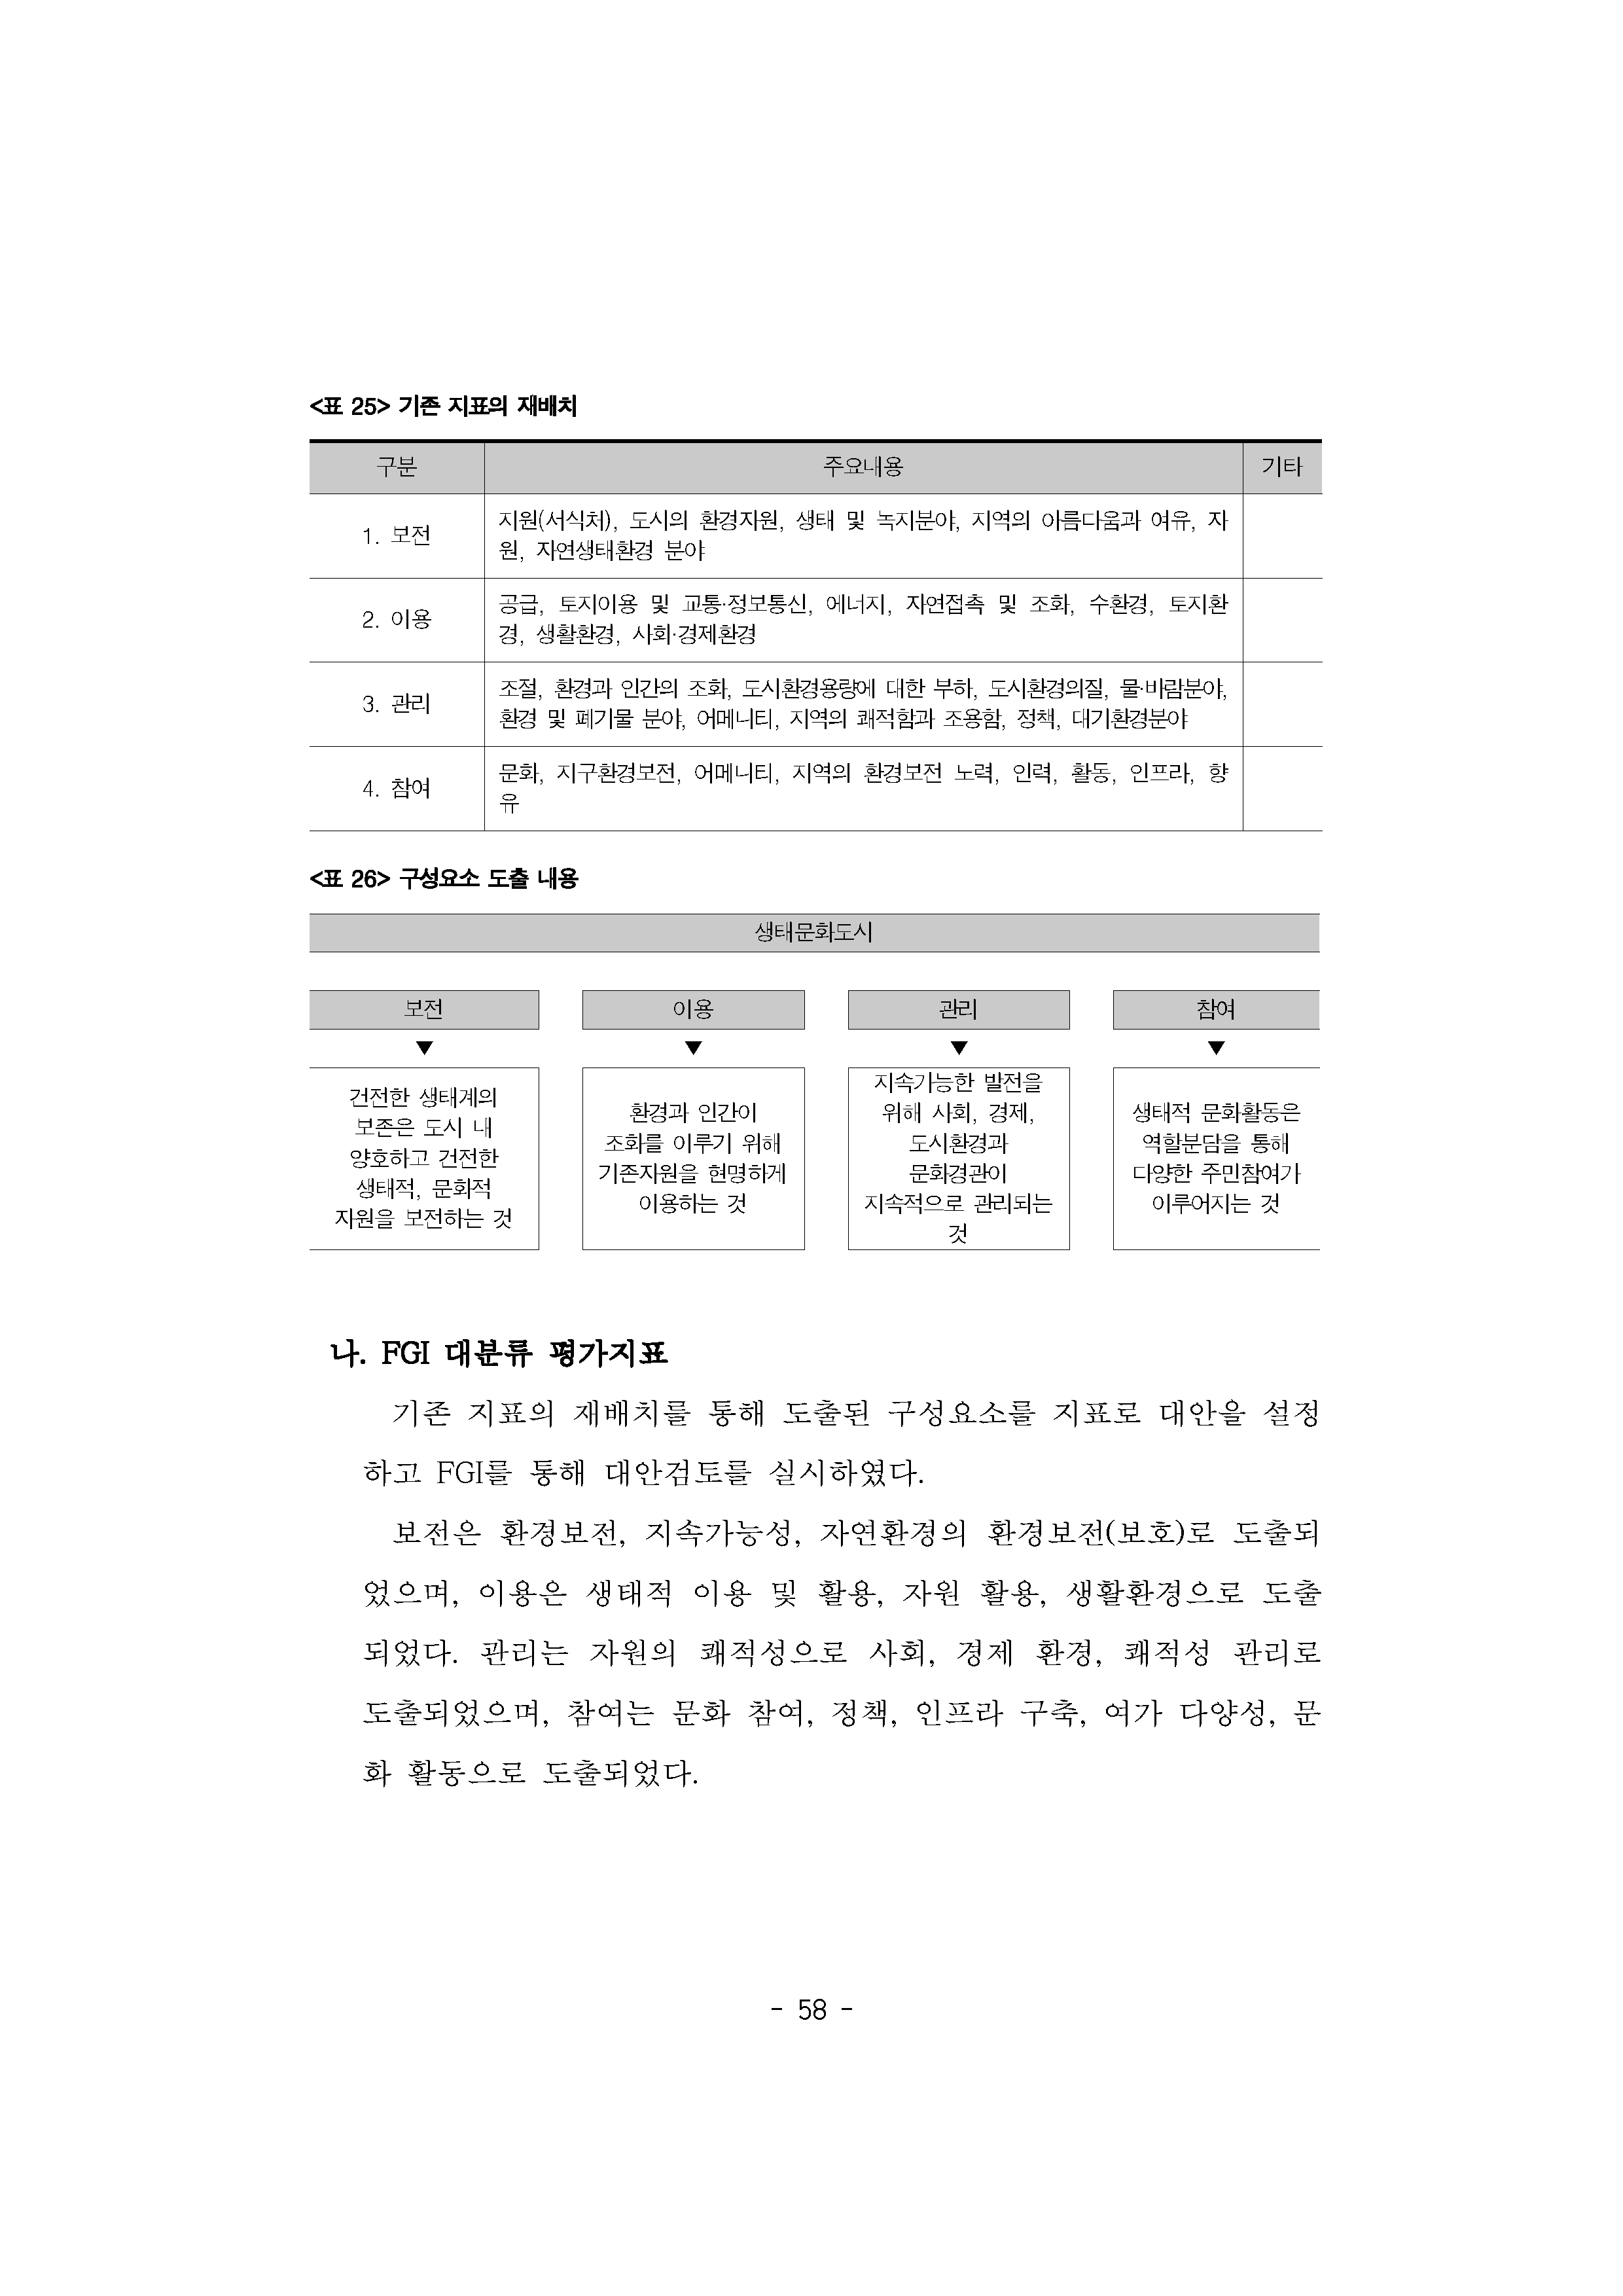 <표 25> 기존 지표의 재배치
구분 주요내용 기타
1. 보전
지원(서식처), 도시의 환경지원, 생태 및 녹지분야, 지역의 아름다움과 여유, 자
원, 자연생태환경 분야
2. 이용
공급, 토지이용 및 교통·정보통신, 에너지, 자연접촉 및 조화, 수환경, 토지환
경, 생활환경, 사회·경제환경
3. 관리
조절, 환경과 인간의 조화, 도시환경용량에 대한 부하, 도시환경의질, 물·바람분야,
환경 및 폐기물 분야, 어메니티, 지역의 쾌적함과 조용함, 정책, 대기환경분야
4. 참여
문화, 지구환경보전, 어메니티, 지역의 환경보전 노력, 인력, 활동, 인프라, 향
유
<표 26> 구성요소 도출 내용
생태문화도시
보전
▼
건전한 생태계의
보존은 도시 내
양호하고 건전한
생태적, 문화적
자원을 보전하는 것
이용
▼
환경과 인간이
조화를 이루기 위해
기존자원을 현명하게
이용하는 것
관리
▼
지속가능한 발전을
위해 사회, 경제,
도시환경과
문화경관이
지속적으로 관리되는
것
참여
▼
생태적 문화활동은
역할분담을 통해
다양한 주민참여가
이루어지는 것
나. FGI 대분류 평가지표
기존 지표의 재배치를 통해 도출된 구성요소를 지표로 대안을 설정
하고 FGI를 통해 대안검토를 실시하였다.
보전은 환경보전, 지속가능성, 자연환경의 환경보전(보호)로 도출되
었으며, 이용은 생태적 이용 및 활용, 자원 활용, 생활환경으로 도출
되었다. 관리는 자원의 쾌적성으로 사회, 경제 환경, 쾌적성 관리로
도출되었으며, 참여는 문화 참여, 정책, 인프라 구축, 여가 다양성, 문
화 활동으로 도출되었다.
- 58 -